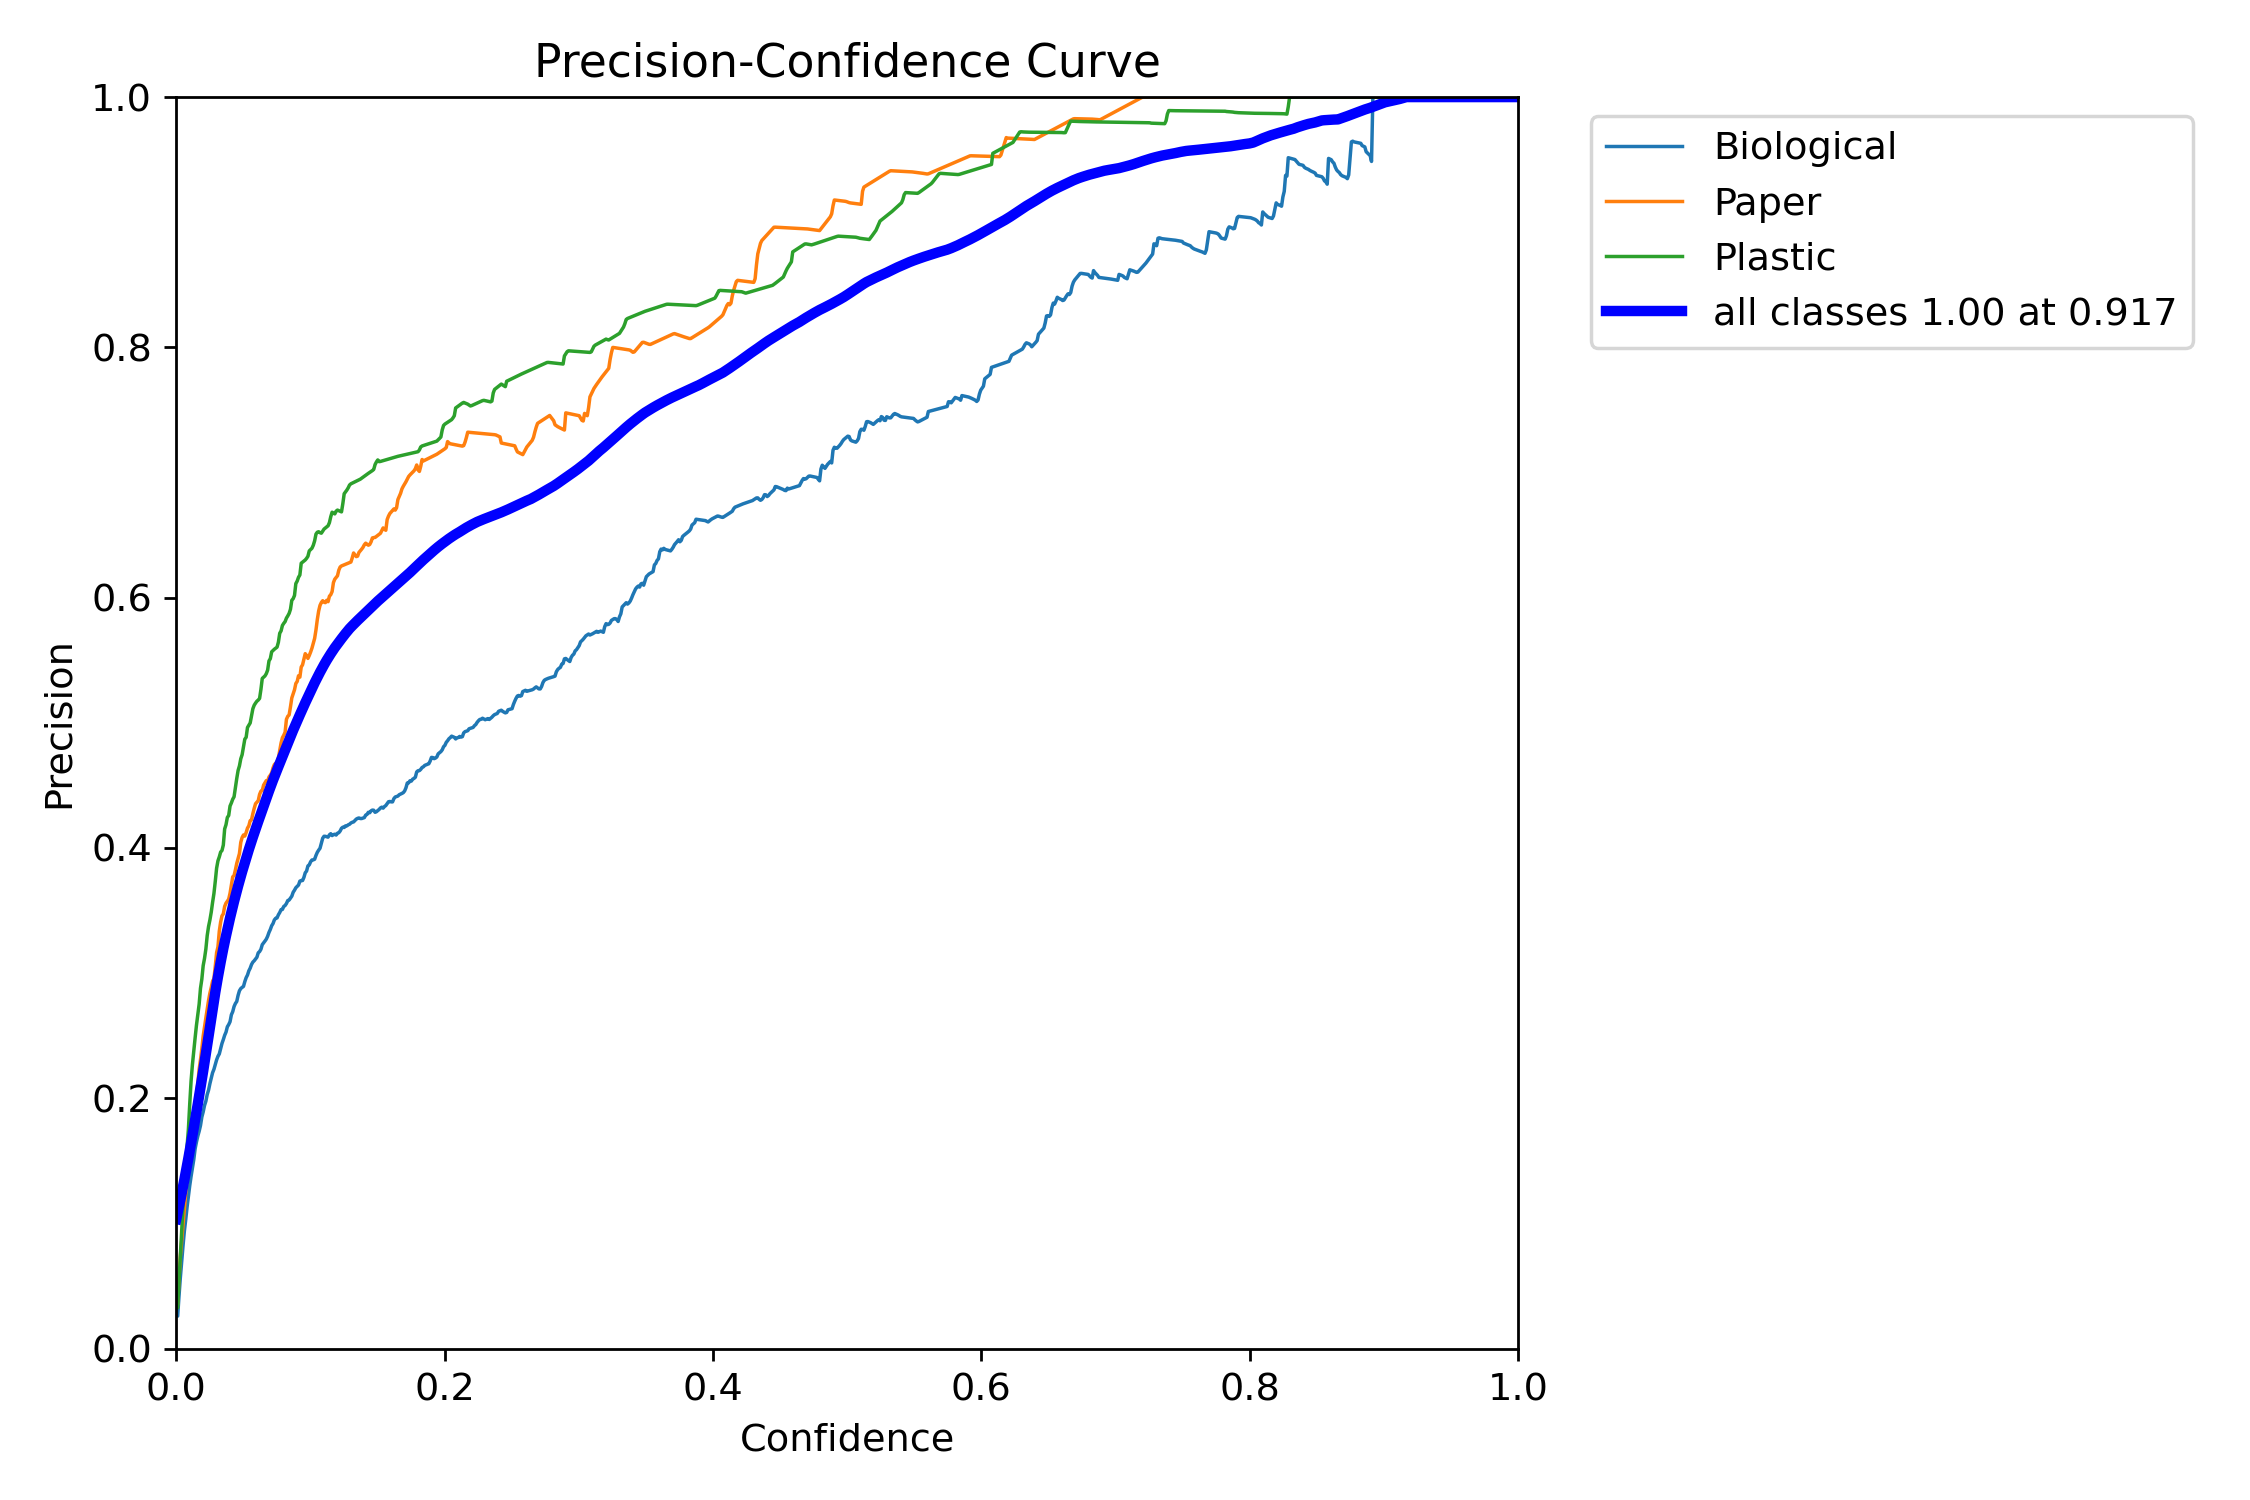 Precision-Confidence Curve
1.0
0.8
0.6
0.4
0.2
0.0
Precision
0.0 0.2 0.4 0.6 0.8 1.0
Confidence
Biological
Paper
Plastic
all classes 1.00 at 0.917